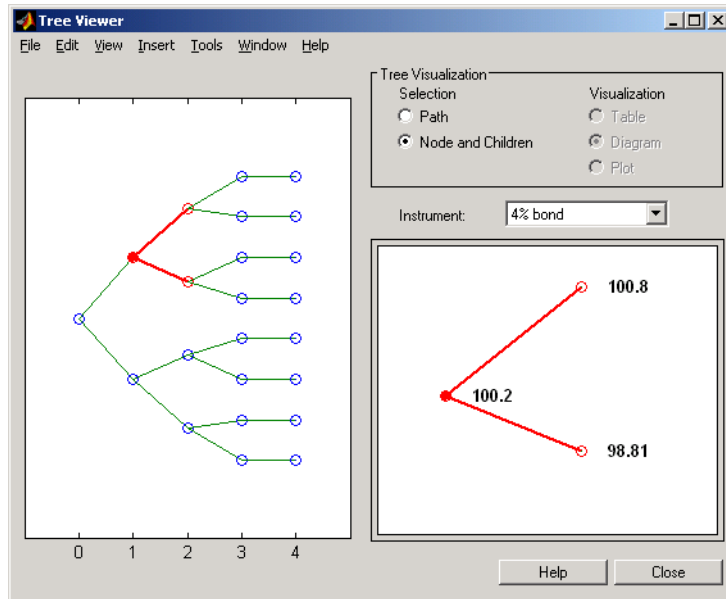 Tree Viewer
File Edit View Insert Tools Window Help
Tree Visualization
Selection
Path
Node and Children
Visualization
Table
Diagram
Plot
Instrument: 4% bond
100.8
100.2
98.81
0 1 2 3 4
Help Close